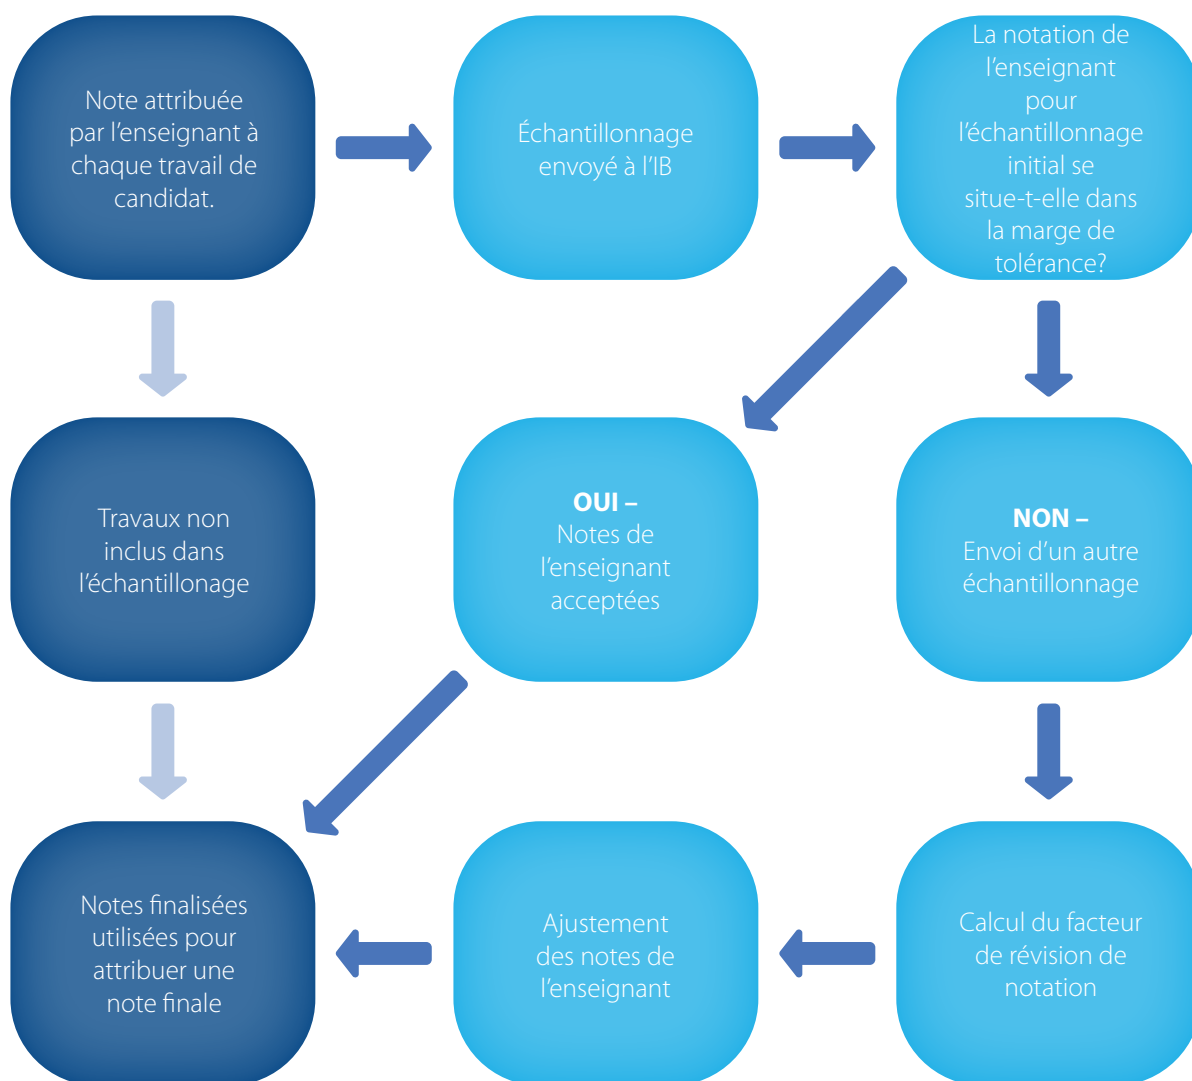 Note attribuée
par l’enseignant à
chaque travail de
candidat.
Échantillonnage
envoyé à l’IB
La notation de
l’enseignant
pour
l’échantillonnage
initial se
situe-t-elle dans
la marge de
tolérance?
Travaux non
inclus dans
l’échantillonage
OUI –
Notes de
l’enseignant
acceptées
NON –
Envoi d’un autre
échantillonnage
Notes finalisées
utilisées pour
attribuer une
note finale
Ajustement
des notes de
l’enseignant
Calcul du facteur
de révision de
notation